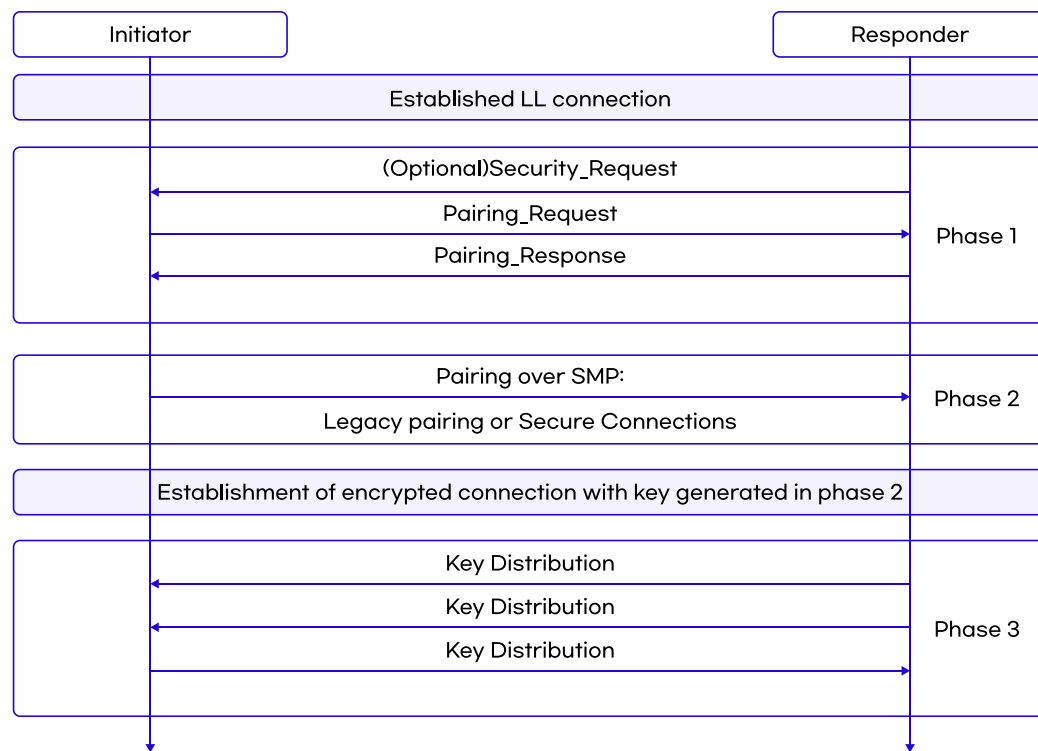 Initiator
Responder
Established LL connection
(Optional)Security_Request
Pairing_Request
Phase 1
Pairing_Response
Pairing over SMP:
Phase 2
Legacy pairing or Secure Connections
Establishment of encrypted connection with key generated in phase 2
Key Distribution
Key Distribution
Phase 3
Key Distribution